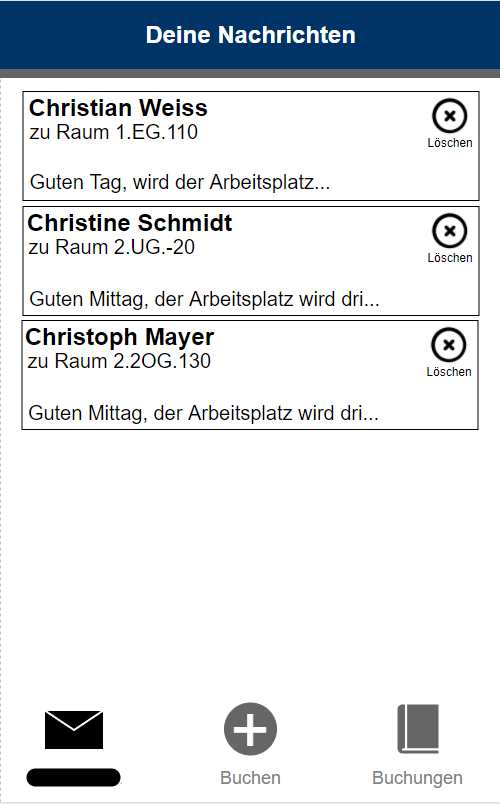 Deine Nachrichten
Christian Weiss
zu Raum 1.EG.110
Löschen
Guten Tag, wird der Arbeitsplatz...
Christine Schmidt
zu Raum 2.UG.-20
Löschen
Guten Mittag, der Arbeitsplatz wird dri...
Christoph Mayer
zu Raum 2.2OG.130
Löschen
Guten Mittag, der Arbeitsplatz wird dri...
Buchen
Buchungen